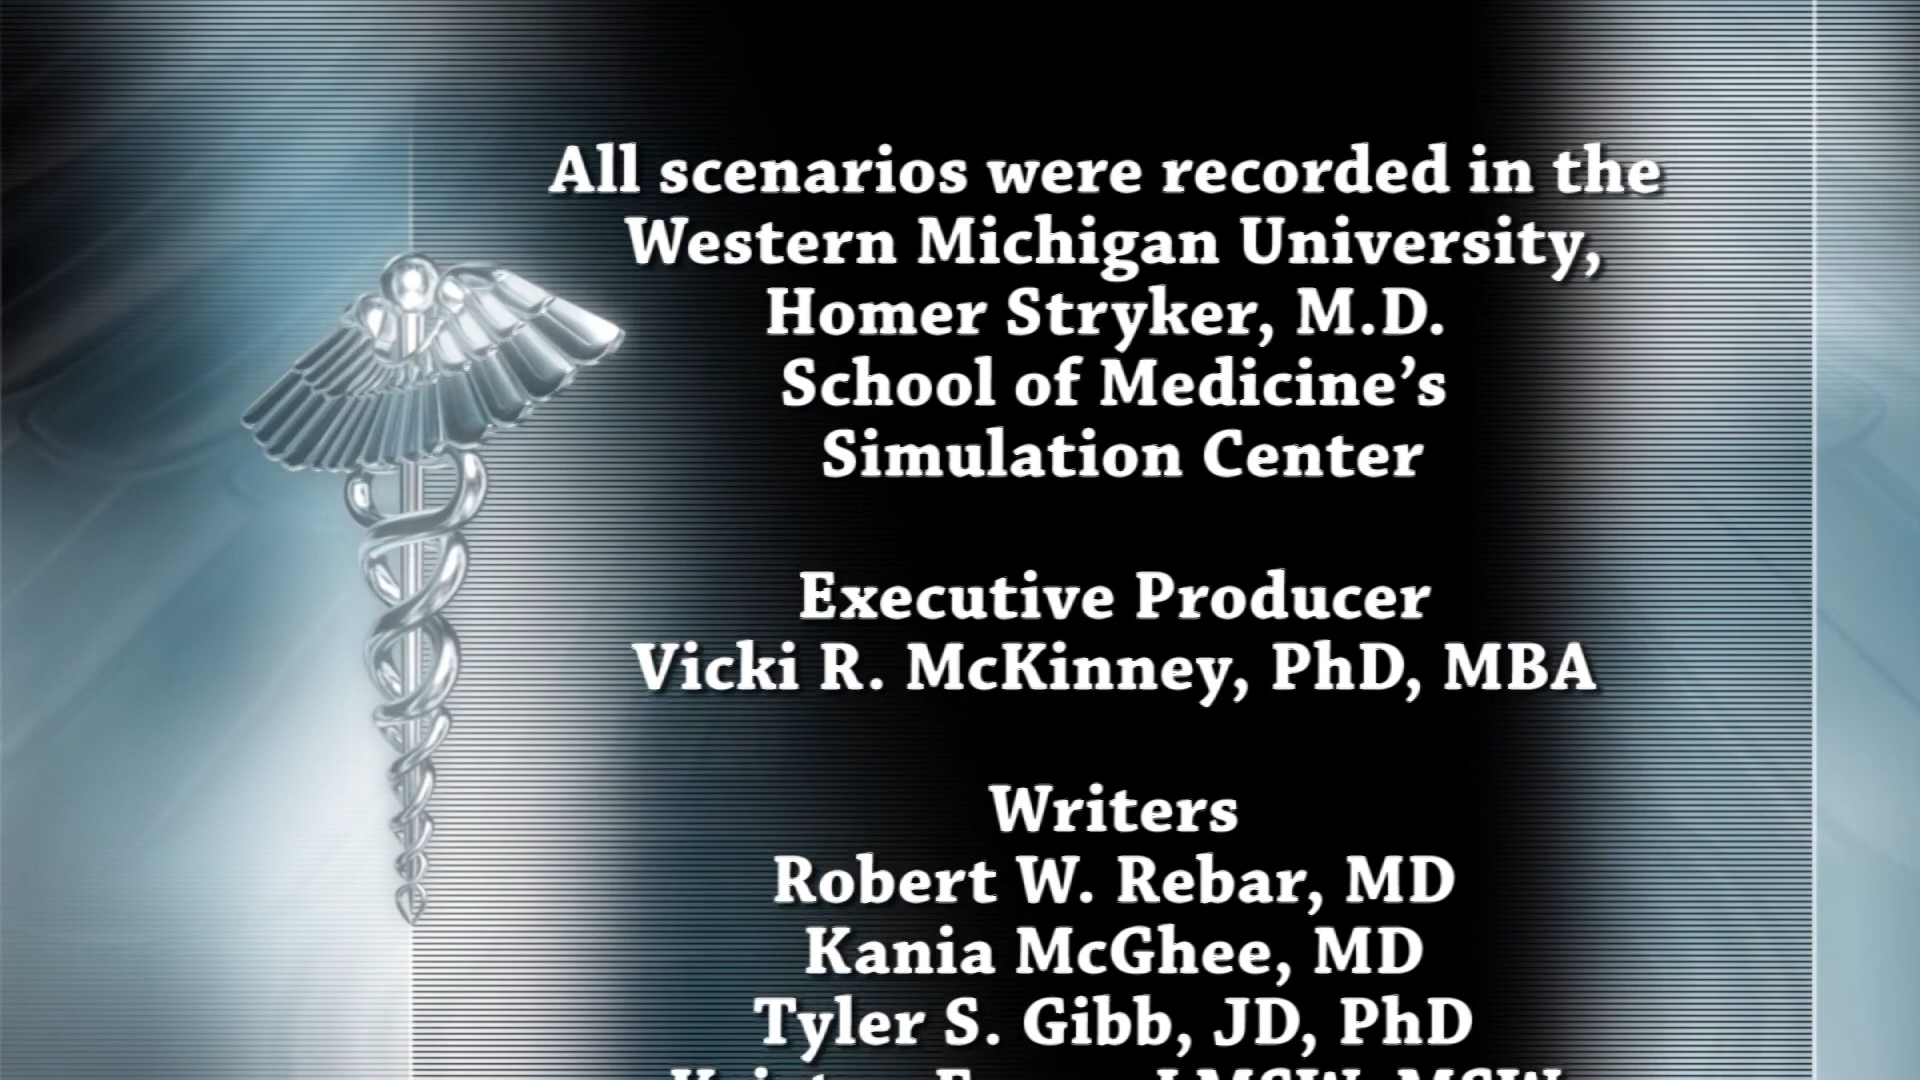 All scenarios were recorded in the
Western Michigan University,
Homer Stryker, M.D.
School of Medicine’s
Simulation Center
Executive Producer
Vicki R. McKinney, PhD, MBA
Writers
Robert W. Rebar, MD
Kania McGhee, MD
Tyler S. Gibb, JD, PhD